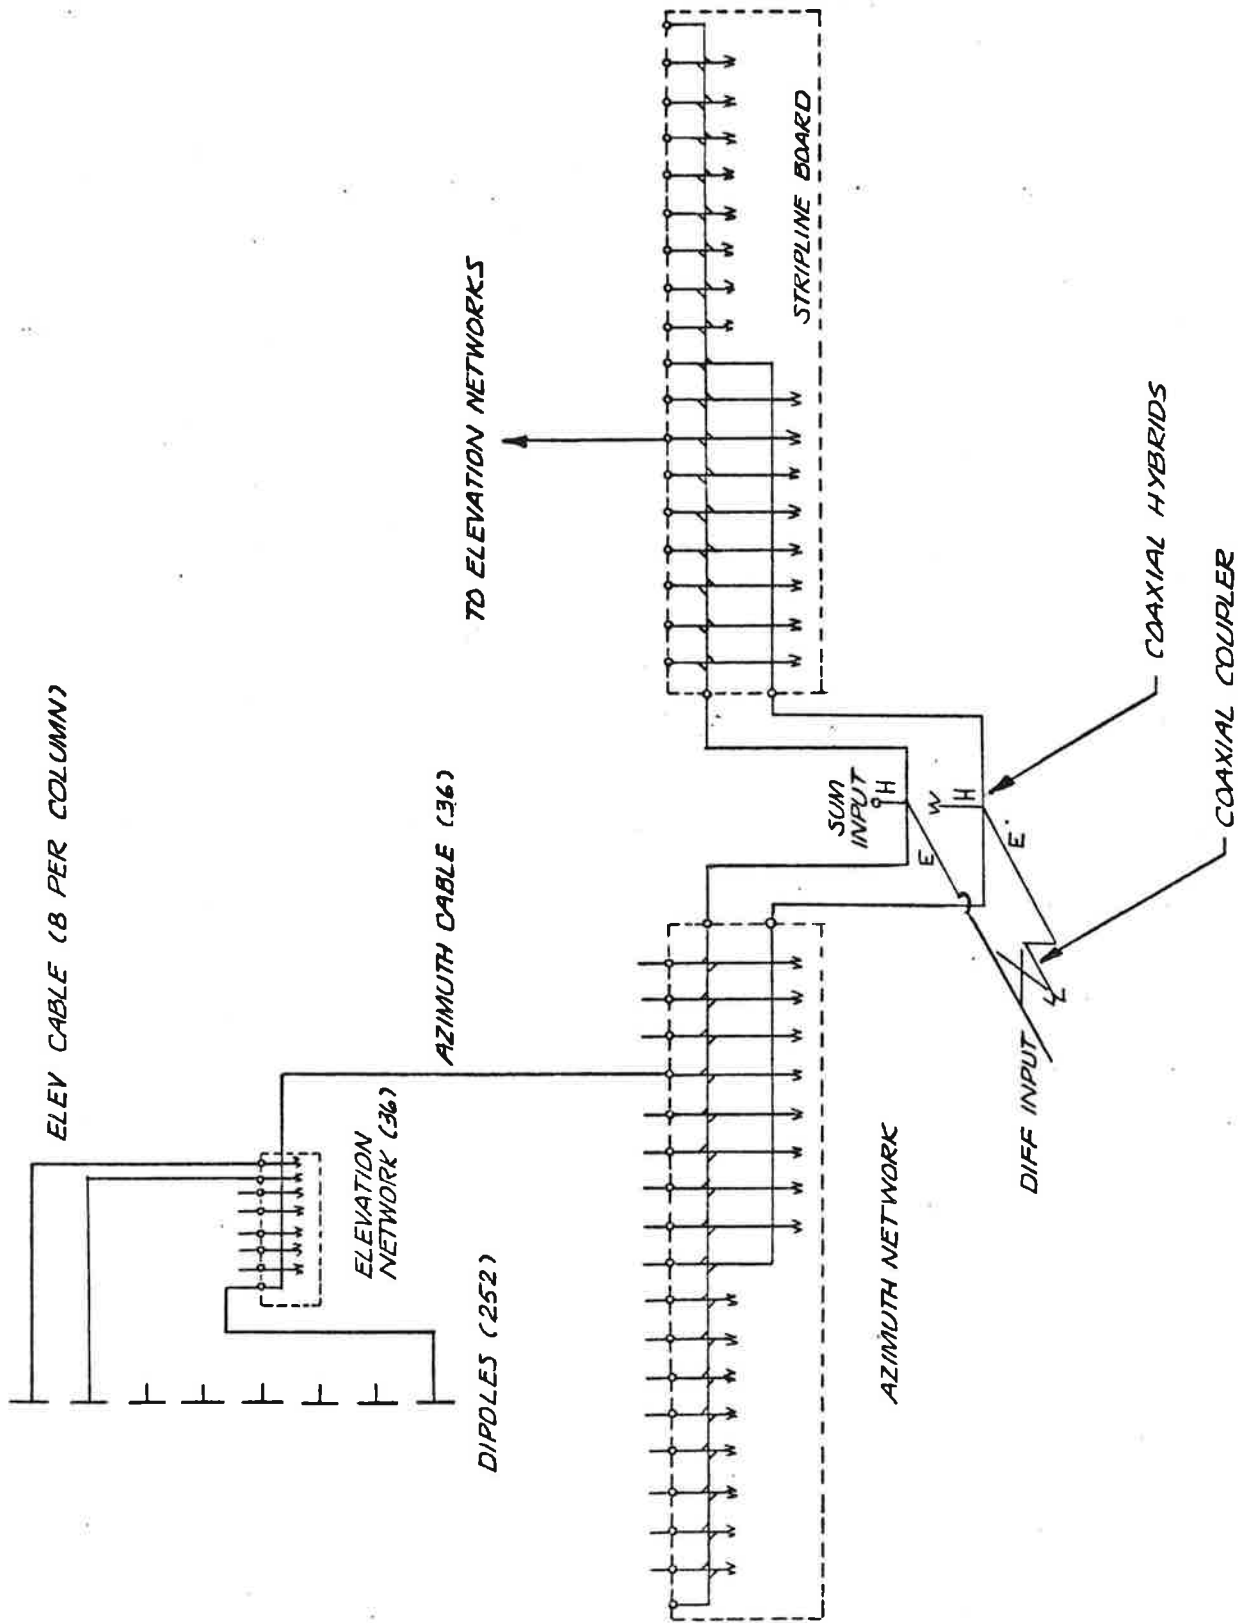 ELEV CABLE (8 PER COLUMN)
AZIMUTH CABLE (36)
TO ELEVATION NETWORKS
ELEVATION
NETWORK (36)
DIPOLES (252)
STRIPLINE BOARD
SUM
INPUT
H
E
H
E
AZIMUTH NETWORK
DIFF INPUT
COAXIAL HYBRIDS
COAXIAL COUPLER